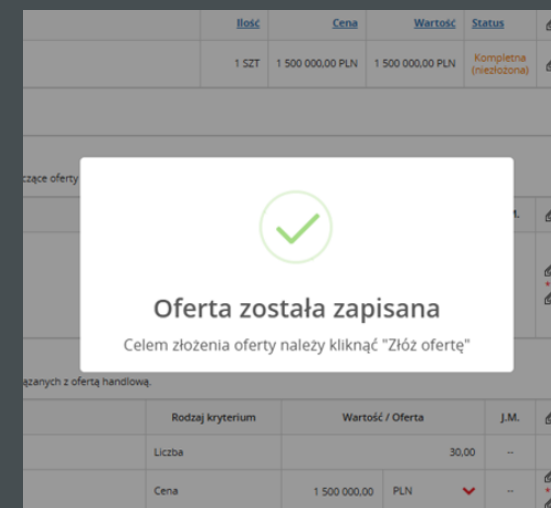 Ilość Cena Wartość Status
1 SZT 1 500 000,00 PLN 1 500 000,00 PLN Kompletna
(niezłożona)
czące oferty
Oferta została zapisana
Celem złożenia oferty należy kliknąć "Złóż ofertę"
ązanych z ofertą handlową.
Rodzaj kryterium Wartość / Oferta J.M.
Liczba 30,00 --
Cena 1 500 000,00 PLN --